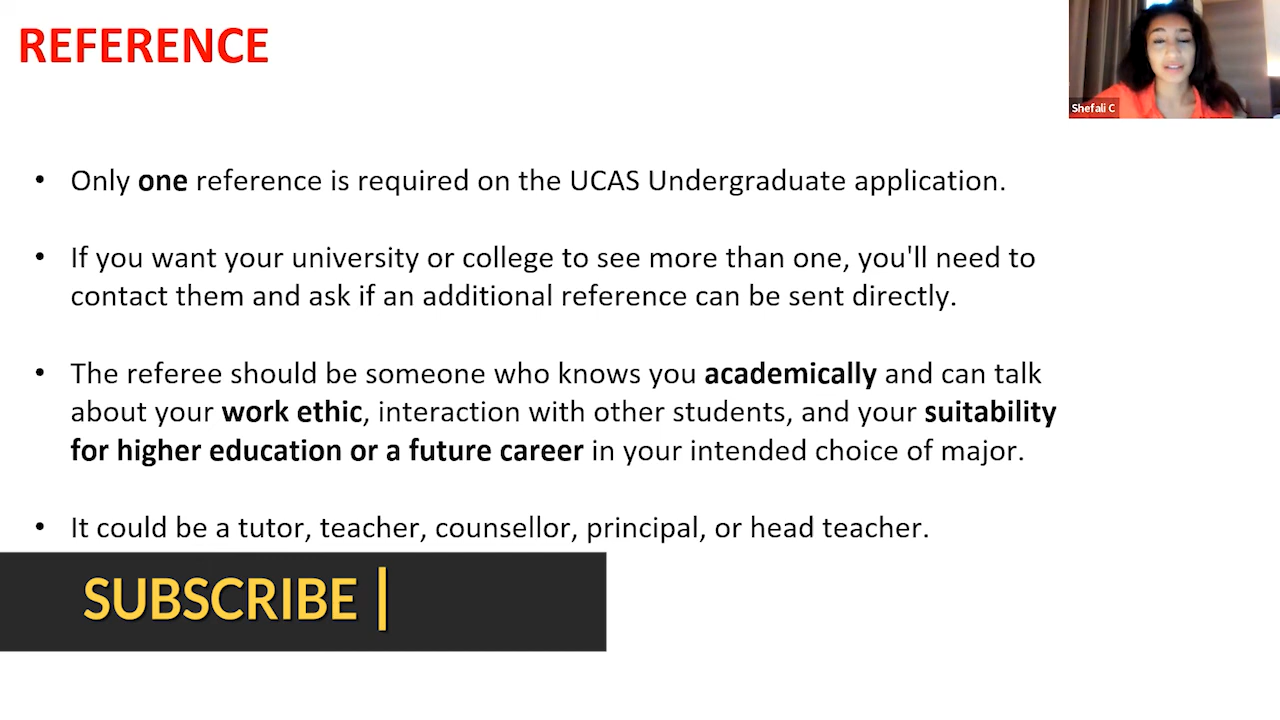 REFERENCE
Shefali C
• Only one reference is required on the UCAS Undergraduate application.
• If you want your university or college to see more than one, you'll need to
contact them and ask if an additional reference can be sent directly.
• The referee should be someone who knows you academically and can talk
about your work ethic, interaction with other students, and your suitability
for higher education or a future career in your intended choice of major.
• It could be a tutor, teacher, counsellor, principal, or head teacher.
SUBSCRIBE |